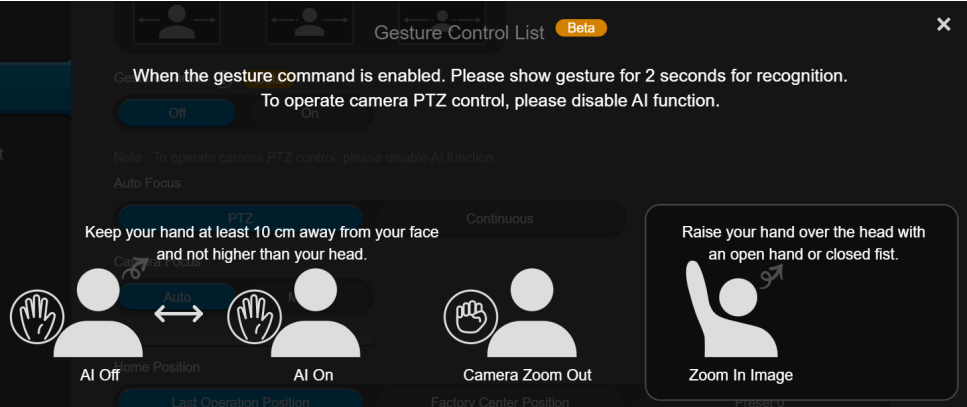 Gesture Control List Beta
When the gesture command is enabled. Please show gesture for 2 seconds for recognition.
To operate camera PTZ control, please disable AI function.
Off
On
Note : To operate camera PTZ control, please disable AI function.
Auto Focus
PTZ
Continuous
Keep your hand at least 10 cm away from your face
and not higher than your head.
Raise your hand over the head with
an open hand or closed fist.
Camera Focus
Auto
AI Off
AI On
Camera Zoom Out
Zoom In Image
Home Position
Last Operation Position
Factory Center Position
Preset 0